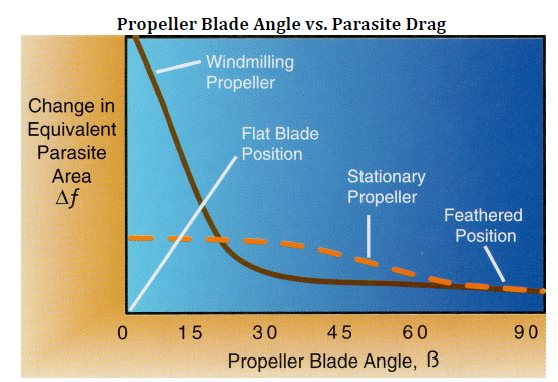 Propeller Blade Angle vs. Parasite Drag
Windmilling
Propeller
Change in
Equivalent
Parasite
Area
Δf
Flat Blade
Position
Stationary
Propeller
Feathered
Position
0 15 30 45 60 90
Propeller Blade Angle, ß